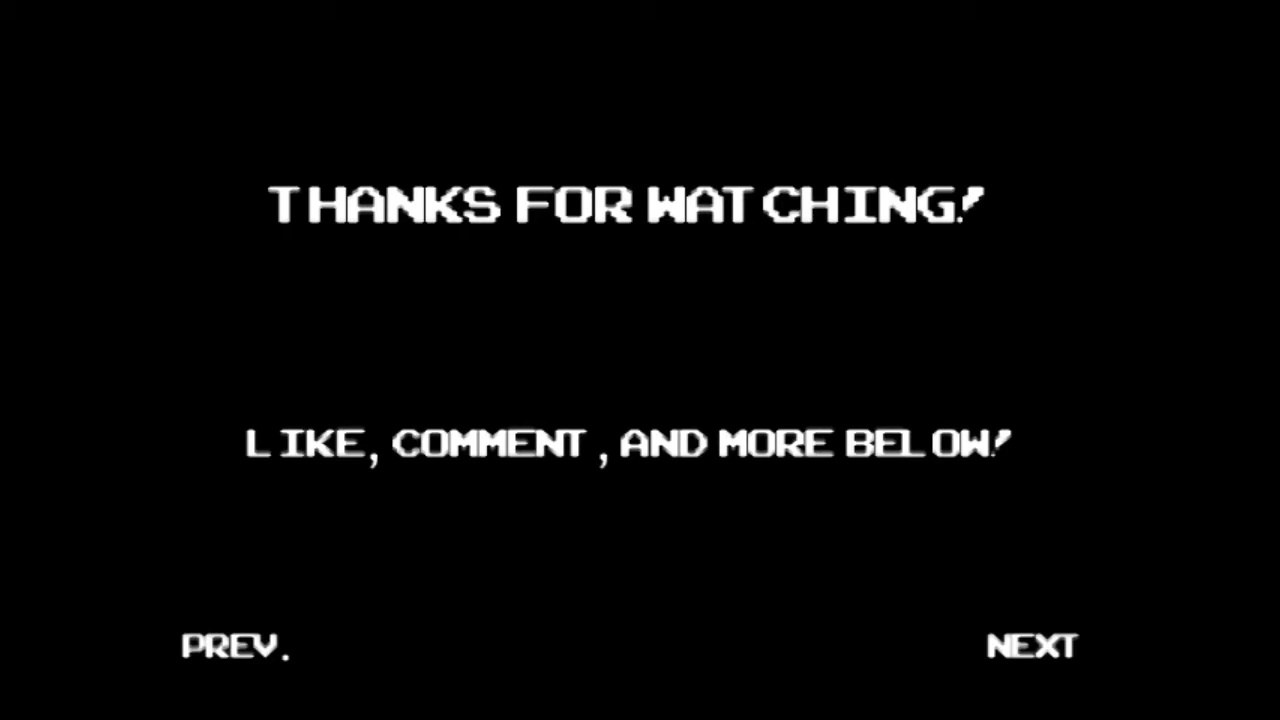 THANKS FOR WATCHING!
LIKE, COMMENT, AND MORE BELOW!
PREV. NEXT